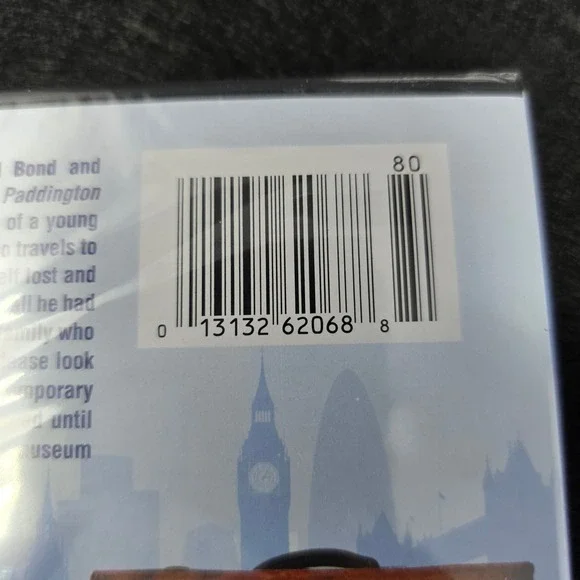 Bond and
Paddington
of a young
travels to
lost and
all he had
who
look
until
80
0 13132 62068 8